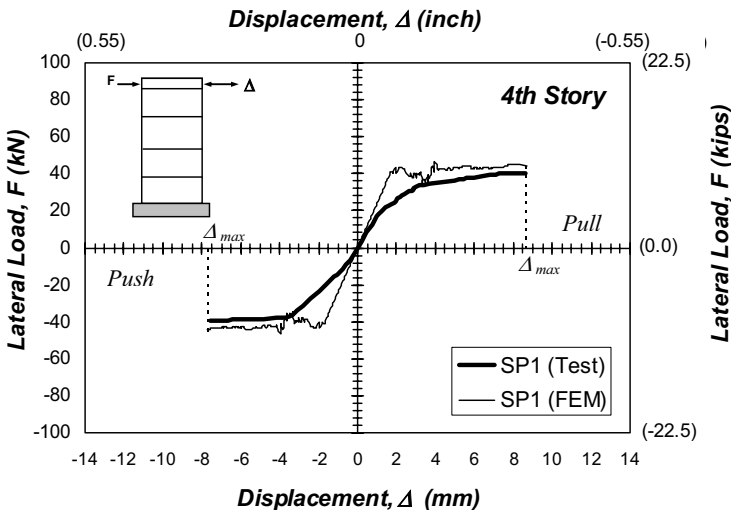 Displacement, Δ (inch)
(0.55) 0 (-0.55)
100 (22.5)
80
60
40
20
0 (0.0)
-20
-40
-60
-80
-100 (-22.5)
Lateral Load, F (kN)
Lateral Load, F (kips)
F Δ
4th Story
Δ max
Pull
Push
Δ max
SP1 (Test)
SP1 (FEM)
-14 -12 -10 -8 -6 -4 -2 0 2 4 6 8 10 12 14
Displacement, Δ (mm)